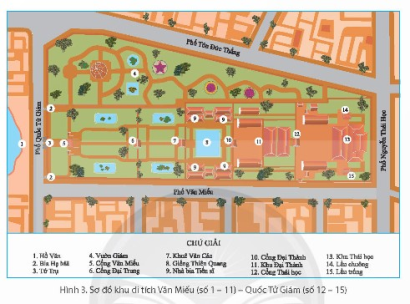 Phố Tôn Đức Thắng
Phố Quốc Tử Giám
Phố Nguyễn Thái Học
Phố Văn Miếu
CHÚ GIẢI
1. Hồ Văn
2. Bia Hạ Mã
3. Tứ Trụ
4. Vườn Giám
5. Cổng Văn Miếu
6. Cổng Đại Trung
7. Khuê Văn Các
8. Giếng Thiên Quang
9. Nhà bia Tiến sĩ
10. Cổng Đại Thành
11. Khu Đại Thành
12. Cổng Thái học
13. Khu Thái học
14. Lầu chuông
15. Lầu trống
Hình 3. Sơ đồ khu di tích Văn Miếu (số 1 – 11) – Quốc Tử Giám (số 12 – 15)